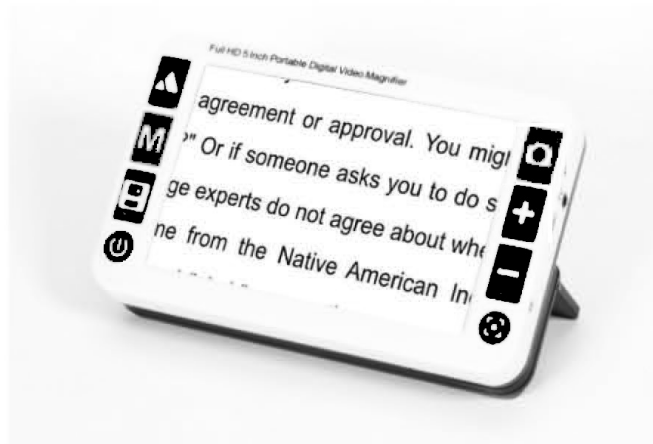 Full HD 5 Inch Portable Digital Video Magnifier
agreement or approval. You migr
?" Or if someone asks you to do s
ge experts do not agree about whe
ne from the Native American In
M